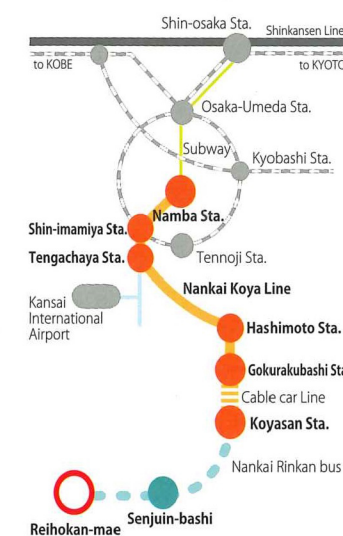 Shin-osaka Sta.
Shinkansen Line
to KOBE
to KYOTO
Osaka-Umeda Sta.
Subway
Kyobashi Sta.
Namba Sta.
Shin-imamiya Sta.
Tengachaya Sta.
Tennoji Sta.
Nankai Koya Line
Kansai
International
Airport
Hashimoto Sta.
Gokurakubashi Sta
Cable car Line
Koyasan Sta.
Nankai Rinkan bus
Senjuin-bashi
Reihokan-mae